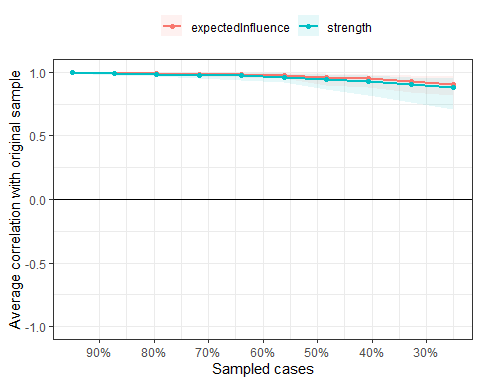 expectedInfluence strength
Average correlation with original sample
1.0
0.5
0.0
-0.5
-1.0
90% 80% 70% 60% 50% 40% 30%
Sampled cases